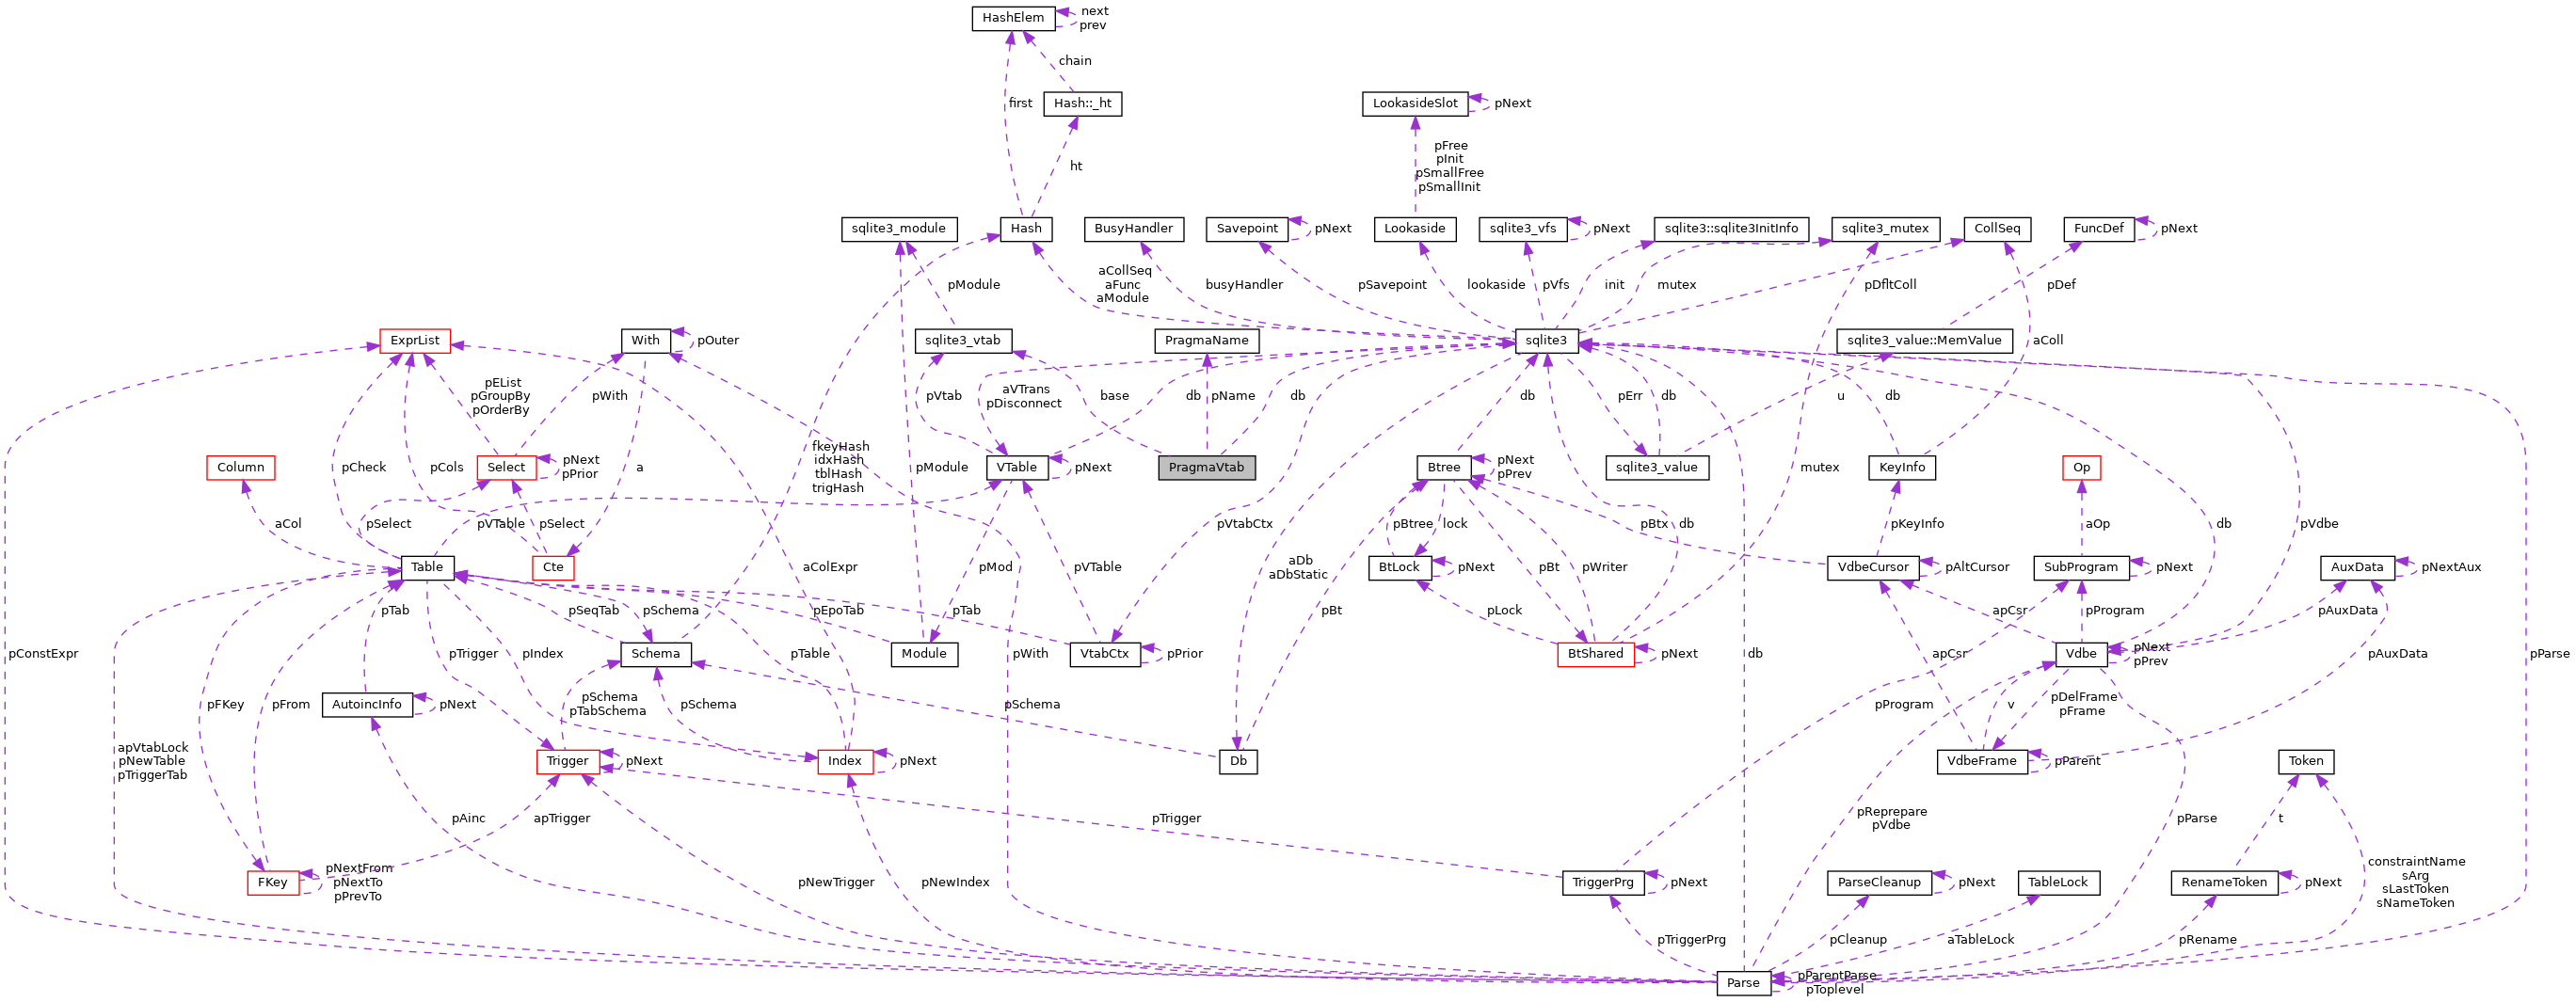 HashElem
next
prev
chain
first
Hash::_ht
LookasideSlot
pNext
ht
pFree
pInit
pSmallFree
pSmallInit
sqlite3_module
Hash
BusyHandler
Savepoint
pNext
Lookaside
sqlite3_vfs
pNext
sqlite3::sqlite3InitInfo
sqlite3_mutex
CollSeq
FuncDef
pNext
pModule
aCollSeq
aFunc
aModule
busyHandler
pSavepoint
lookaside
pVfs
init
mutex
pDfltColl
pDef
ExprList
With
pOuter
sqlite3_vtab
PragmaName
sqlite3
sqlite3_value::MemValue
aColl
pEList
pGroupBy
pOrderBy
pWith
pVtab
aVTrans
pDisconnect
base
db
pName
db
db
pErr
db
u
db
fkeyHash
idxHash
tblHash
trigHash
Column
pCheck
pCols
Select
pNext
pPrior
a
pModule
VTable
pNext
PragmaVtab
Btree
pNext
pPrev
sqlite3_value
mutex
KeyInfo
Op
aCol
pSelect
pVTable
pSelect
pVtabCtx
pBtree
lock
pBtx
db
pKeyInfo
aOp
db
pVdbe
Table
Cte
aColExpr
pMod
pVTable
aDb
aDbStatic
BtLock
pNext
pBt
pWriter
VdbeCursor
pAltCursor
SubProgram
pNext
AuxData
pNextAux
pTab
pSeqTab
pSchema
pEpoTab
pTab
pBt
pLock
apCsr
pProgram
pAuxData
pConstExpr
pTrigger
pIndex
Schema
pTable
Module
pWith
VtabCtx
pPrior
BtShared
pNext
db
apCsr
Vdbe
pNext
pPrev
pAuxData
pParse
pFKey
pFrom
AutoincInfo
pNext
pSchema
pTabSchema
pSchema
pSchema
pProgram
v
pDelFrame
pFrame
apVtabLock
pNewTable
pTriggerTab
Trigger
pNext
Index
pNext
Db
VdbeFrame
pParent
Token
pAinc
apTrigger
pTrigger
pReprepare
pVdbe
pParse
t
FKey
pNextFrom
pNextTo
pPrevTo
pNewTrigger
pNewIndex
TriggerPrg
pNext
ParseCleanup
pNext
TableLock
RenameToken
pNext
constraintName
sArg
sLastToken
sNameToken
pTriggerPrg
pCleanup
aTableLock
pRename
Parse
pParentParse
pToplevel